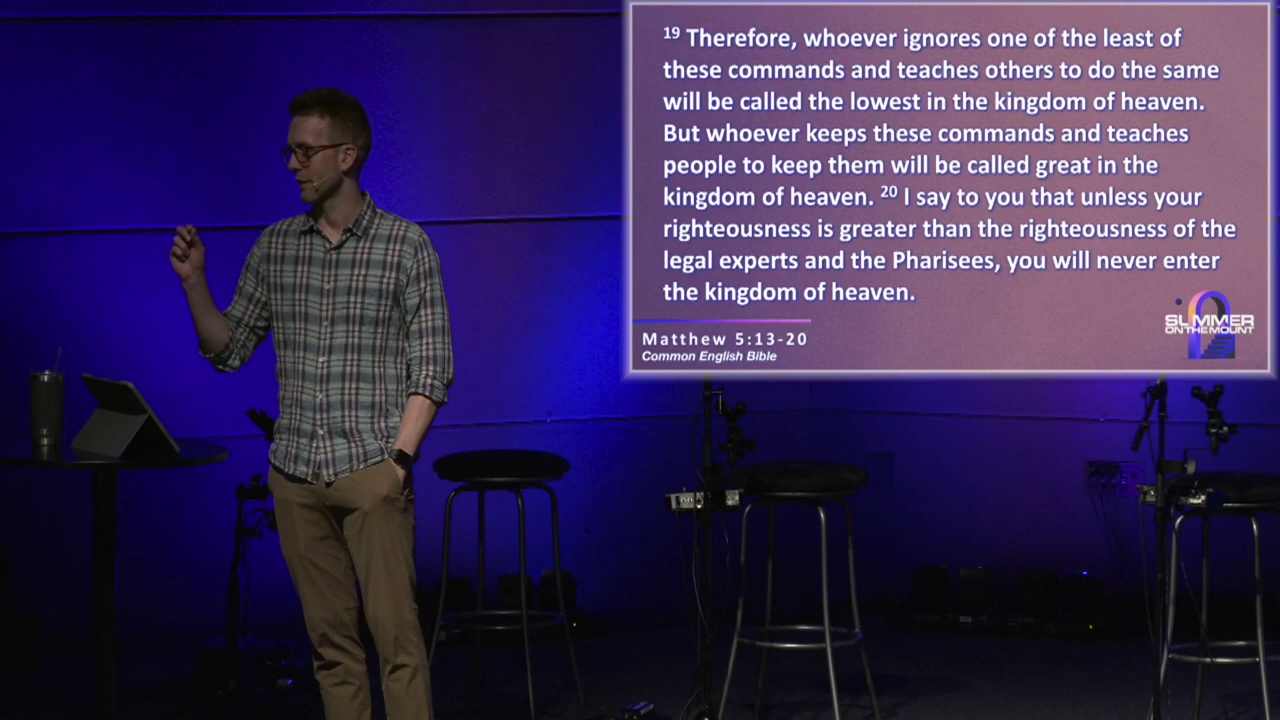 19 Therefore, whoever ignores one of the least of
these commands and teaches others to do the same
will be called the lowest in the kingdom of heaven.
But whoever keeps these commands and teaches
people to keep them will be called great in the
kingdom of heaven. 20 I say to you that unless your
righteousness is greater than the righteousness of the
legal experts and the Pharisees, you will never enter
the kingdom of heaven.
Matthew 5:13-20
Common English Bible
SUMMER
ON THE MOUNT